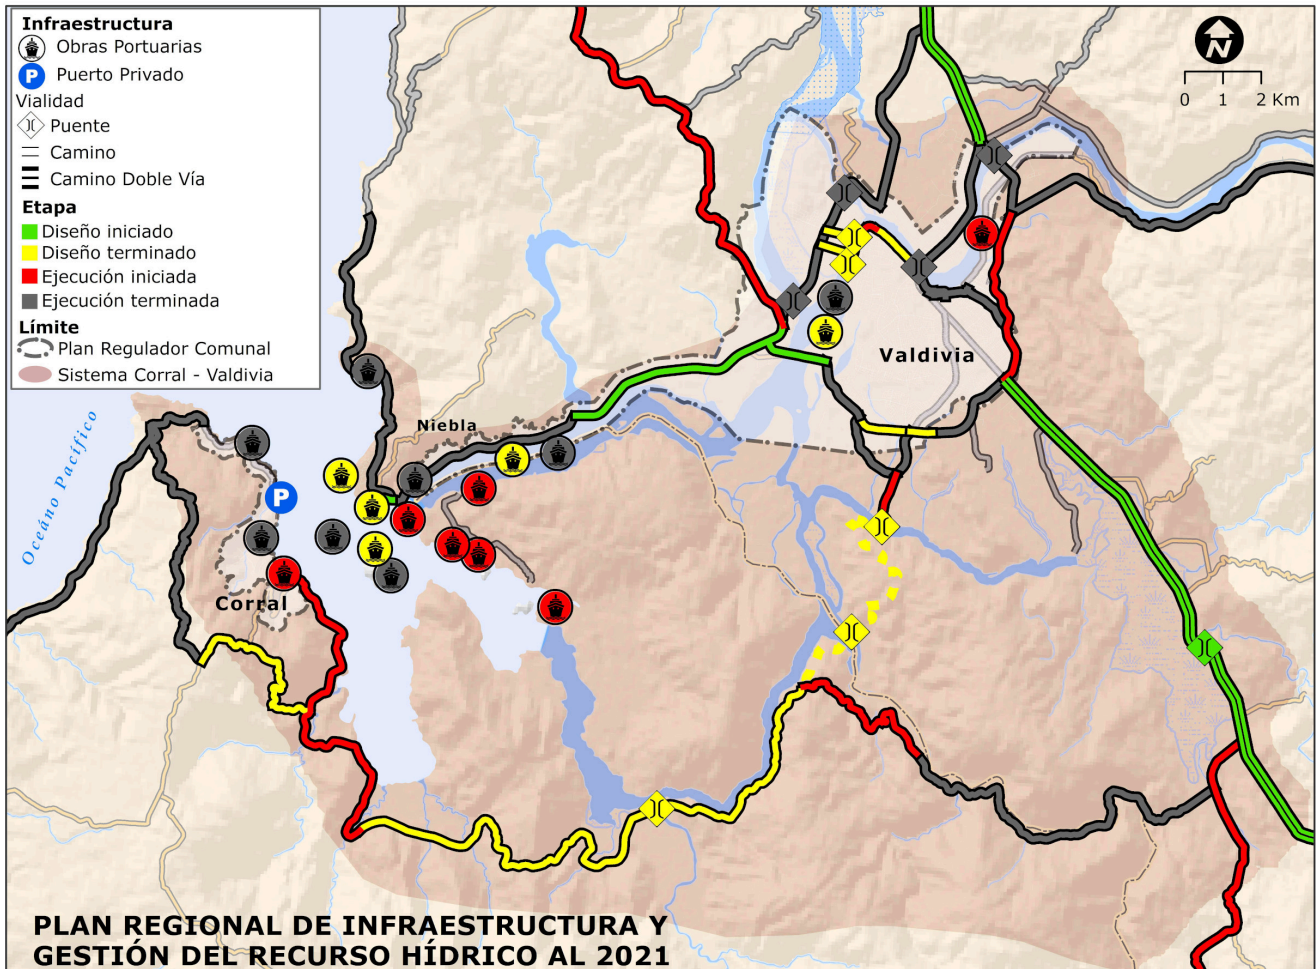 Infraestructura
Obras Portuarias
P Puerto Privado
Vialidad
Puente
Camino
Camino Doble Vía
Etapa
Diseño iniciado
Diseño terminado
Ejecución iniciada
Ejecución terminada
Límite
Plan Regulador Comunal
Sistema Corral - Valdivia
N
0 1 2 Km
Valdivia
Niebla
Océano Pacífico
P
Corral
PLAN REGIONAL DE INFRAESTRUCTURA Y
GESTIÓN DEL RECURSO HÍDRICO AL 2021